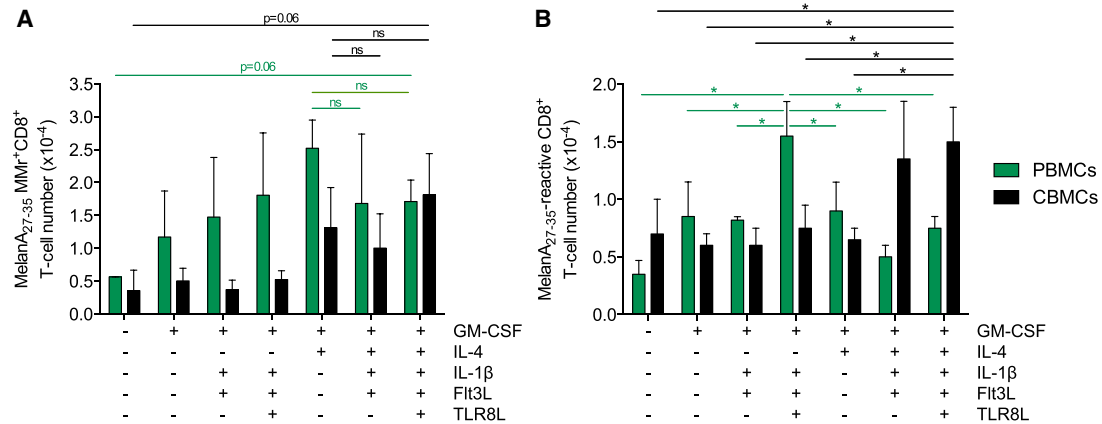 A
p=0.06
ns
ns
p=0.06
ns
ns
MelanA27-35 MMr+CD8+
T-cell number (x10-4)
3.5
3.0
2.5
2.0
1.5
1.0
0.5
0.0
- + + + + + + GM-CSF
- - - - + + + IL-4
- - + + - + + IL-1β
- - + + - + + Flt3L
- - - + - - + TLR8L
B
*
*
*
*
*
* *
* *
* *
MelanA27-35-reactive CD8+
T-cell number (x10-4)
2.0
1.5
1.0
0.5
0.0
PBMCs
CBMCs
- + + + + + + GM-CSF
- - - - + + + IL-4
- - + + - + + IL-1β
- - + + - + + Flt3L
- - - + - - + TLR8L